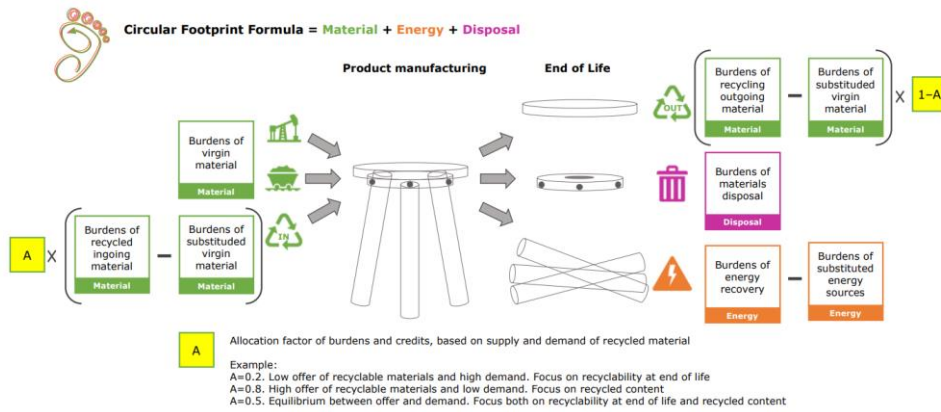 Circular Footprint Formula = Material + Energy + Disposal
Product manufacturing
End of Life
Burdens of
virgin
material
Material
A
X
Burdens of
recycled
ingoing
material
Material
–
Burdens of
substituded
virgin
material
Material
IN
OUT
Burdens of
recycling
outgoing
material
Material
–
Burdens of
substituted
virgin
material
Material
X
1–A
Burdens of
materials
disposal
Disposal
Burdens of
energy
recovery
Energy
–
Burdens of
substituted
energy
sources
Energy
A
Allocation factor of burdens and credits, based on supply and demand of recycled material
Example:
A=0.2. Low offer of recyclable materials and high demand. Focus on recyclability at end of life
A=0.8. High offer of recyclable materials and low demand. Focus on recycled content
A=0.5. Equilibrium between offer and demand. Focus both on recyclability at end of life and recycled content